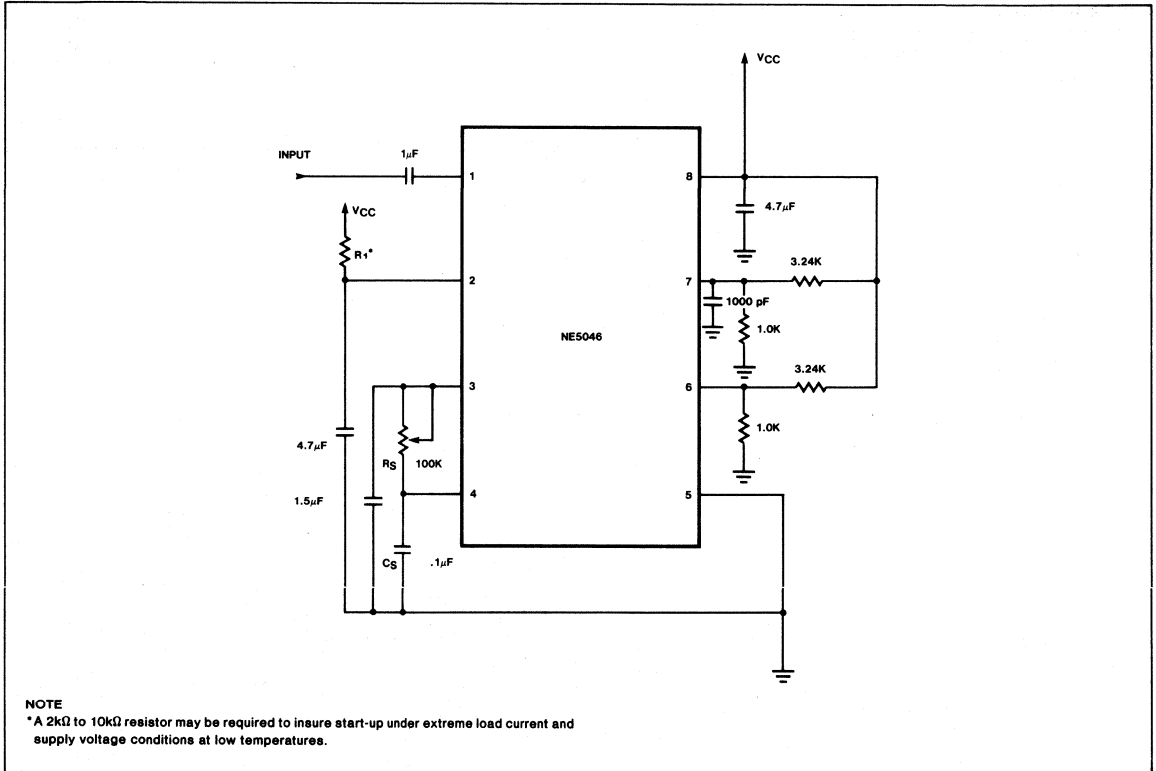 VCC
INPUT
1µF
1
8
4.7µF
VCC
R1*
3.24K
2
7
1000 pF
1.0K
NE5046
3.24K
3
6
1.0K
4.7µF
RS 100K
1.5µF
4
5
CS .1µF
NOTE
*A 2kΩ to 10kΩ resistor may be required to insure start-up under extreme load current and
supply voltage conditions at low temperatures.